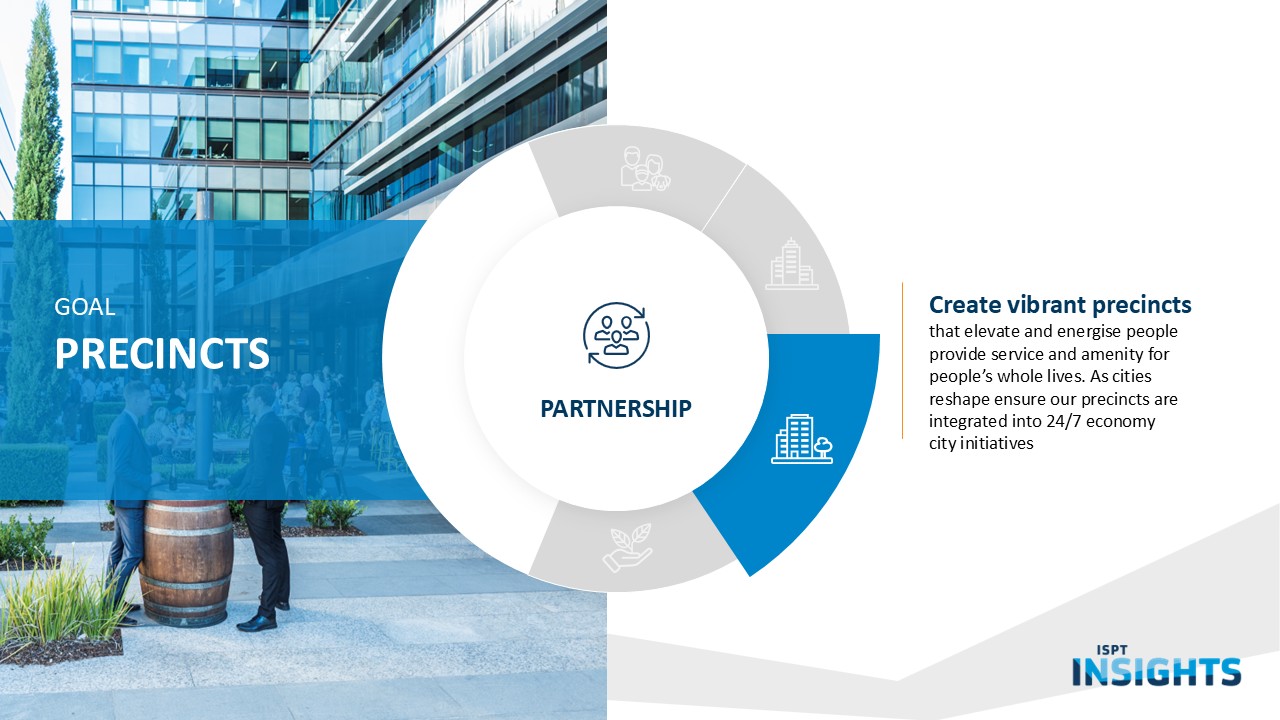 GOAL
PRECINCTS
PARTNERSHIP
Create vibrant precincts
that elevate and energise people
provide service and amenity for
people’s whole lives. As cities
reshape ensure our precincts are
integrated into 24/7 economy
city initiatives
ISPT
INSIGHTS